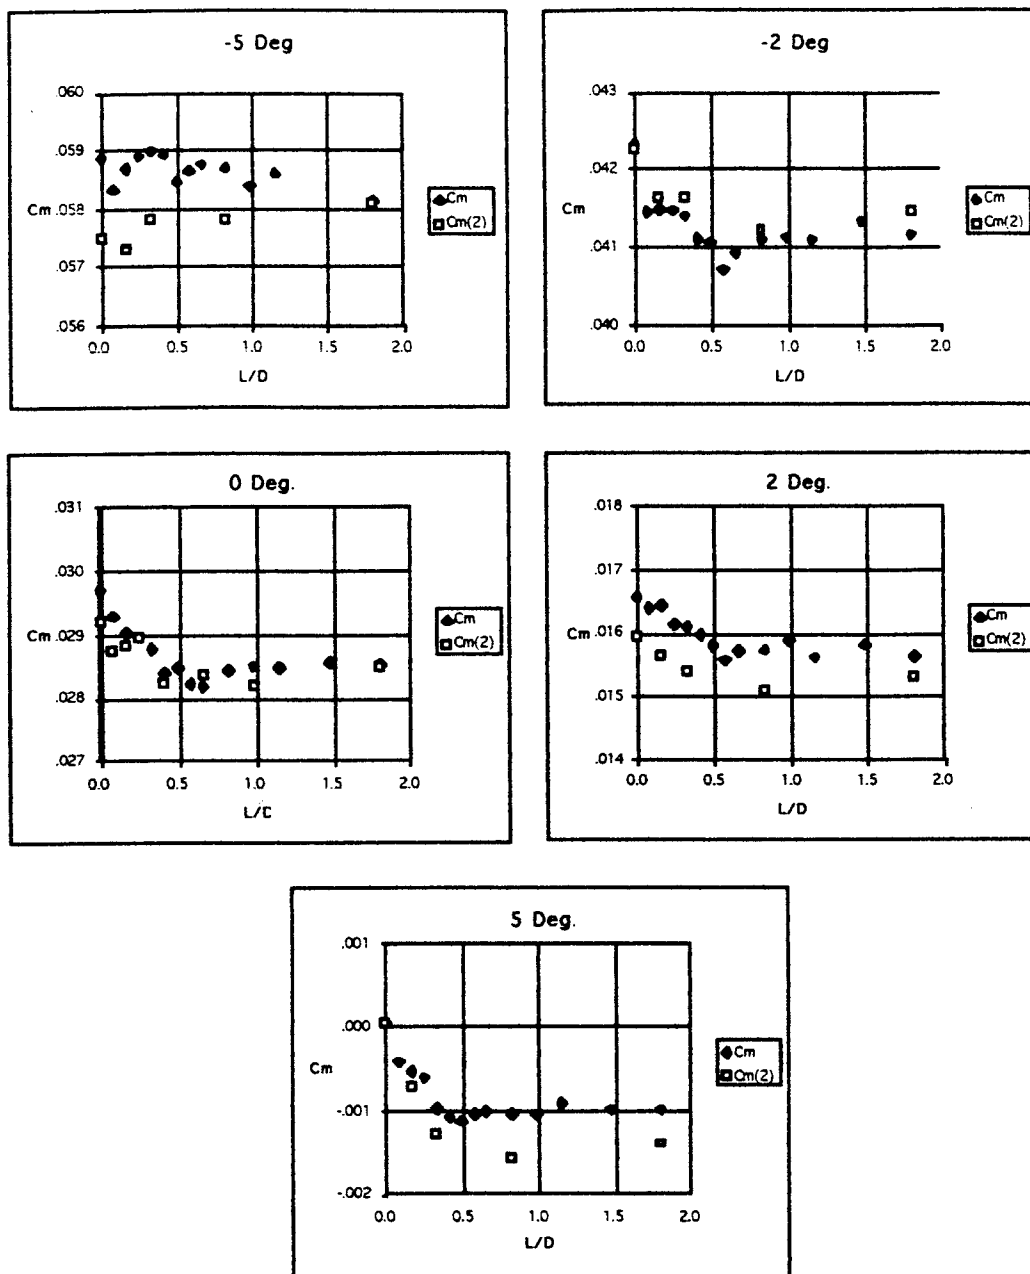 -5 Deg
.060
.059
.058
.057
.056
Cm
0.0 0.5 1.0 1.5 2.0
L/D
Cm
Cm(2)
-2 Deg
.043
.042
.041
.040
Cm
0.0 0.5 1.0 1.5 2.0
L/D
Cm
Cm(2)
0 Deg.
.031
.030
.029
.028
.027
Cm
0.0 0.5 1.0 1.5 2.0
L/D
Cm
Cm(2)
2 Deg.
.018
.017
.016
.015
.014
Cm
0.0 0.5 1.0 1.5 2.0
L/D
Cm
Cm(2)
5 Deg.
.001
.000
-.001
-.002
Cm
0.0 0.5 1.0 1.5 2.0
L/D
Cm
Cm(2)